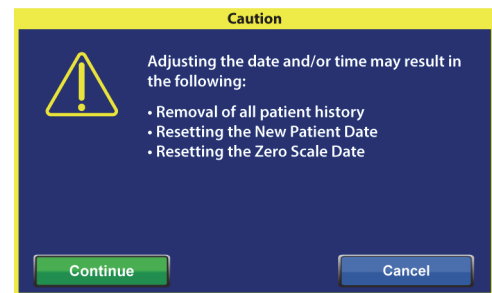 Caution
Adjusting the date and/or time may result in
the following:
• Removal of all patient history
• Resetting the New Patient Date
• Resetting the Zero Scale Date
Continue
Cancel